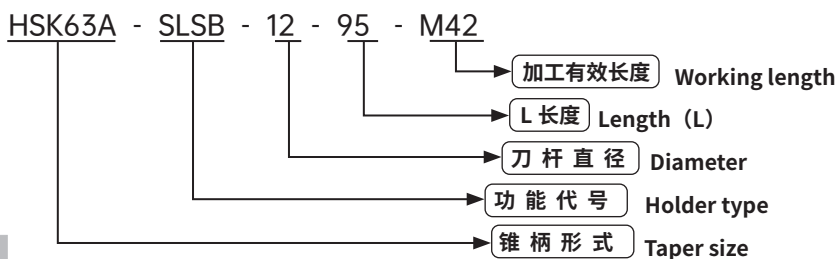 HSK63A - SLSB - 12 - 95 - M42
加工有效长度 Working length
L 长度 Length（L）
刀杆直径 Diameter
功能代号 Holder type
锥柄形式 Taper size